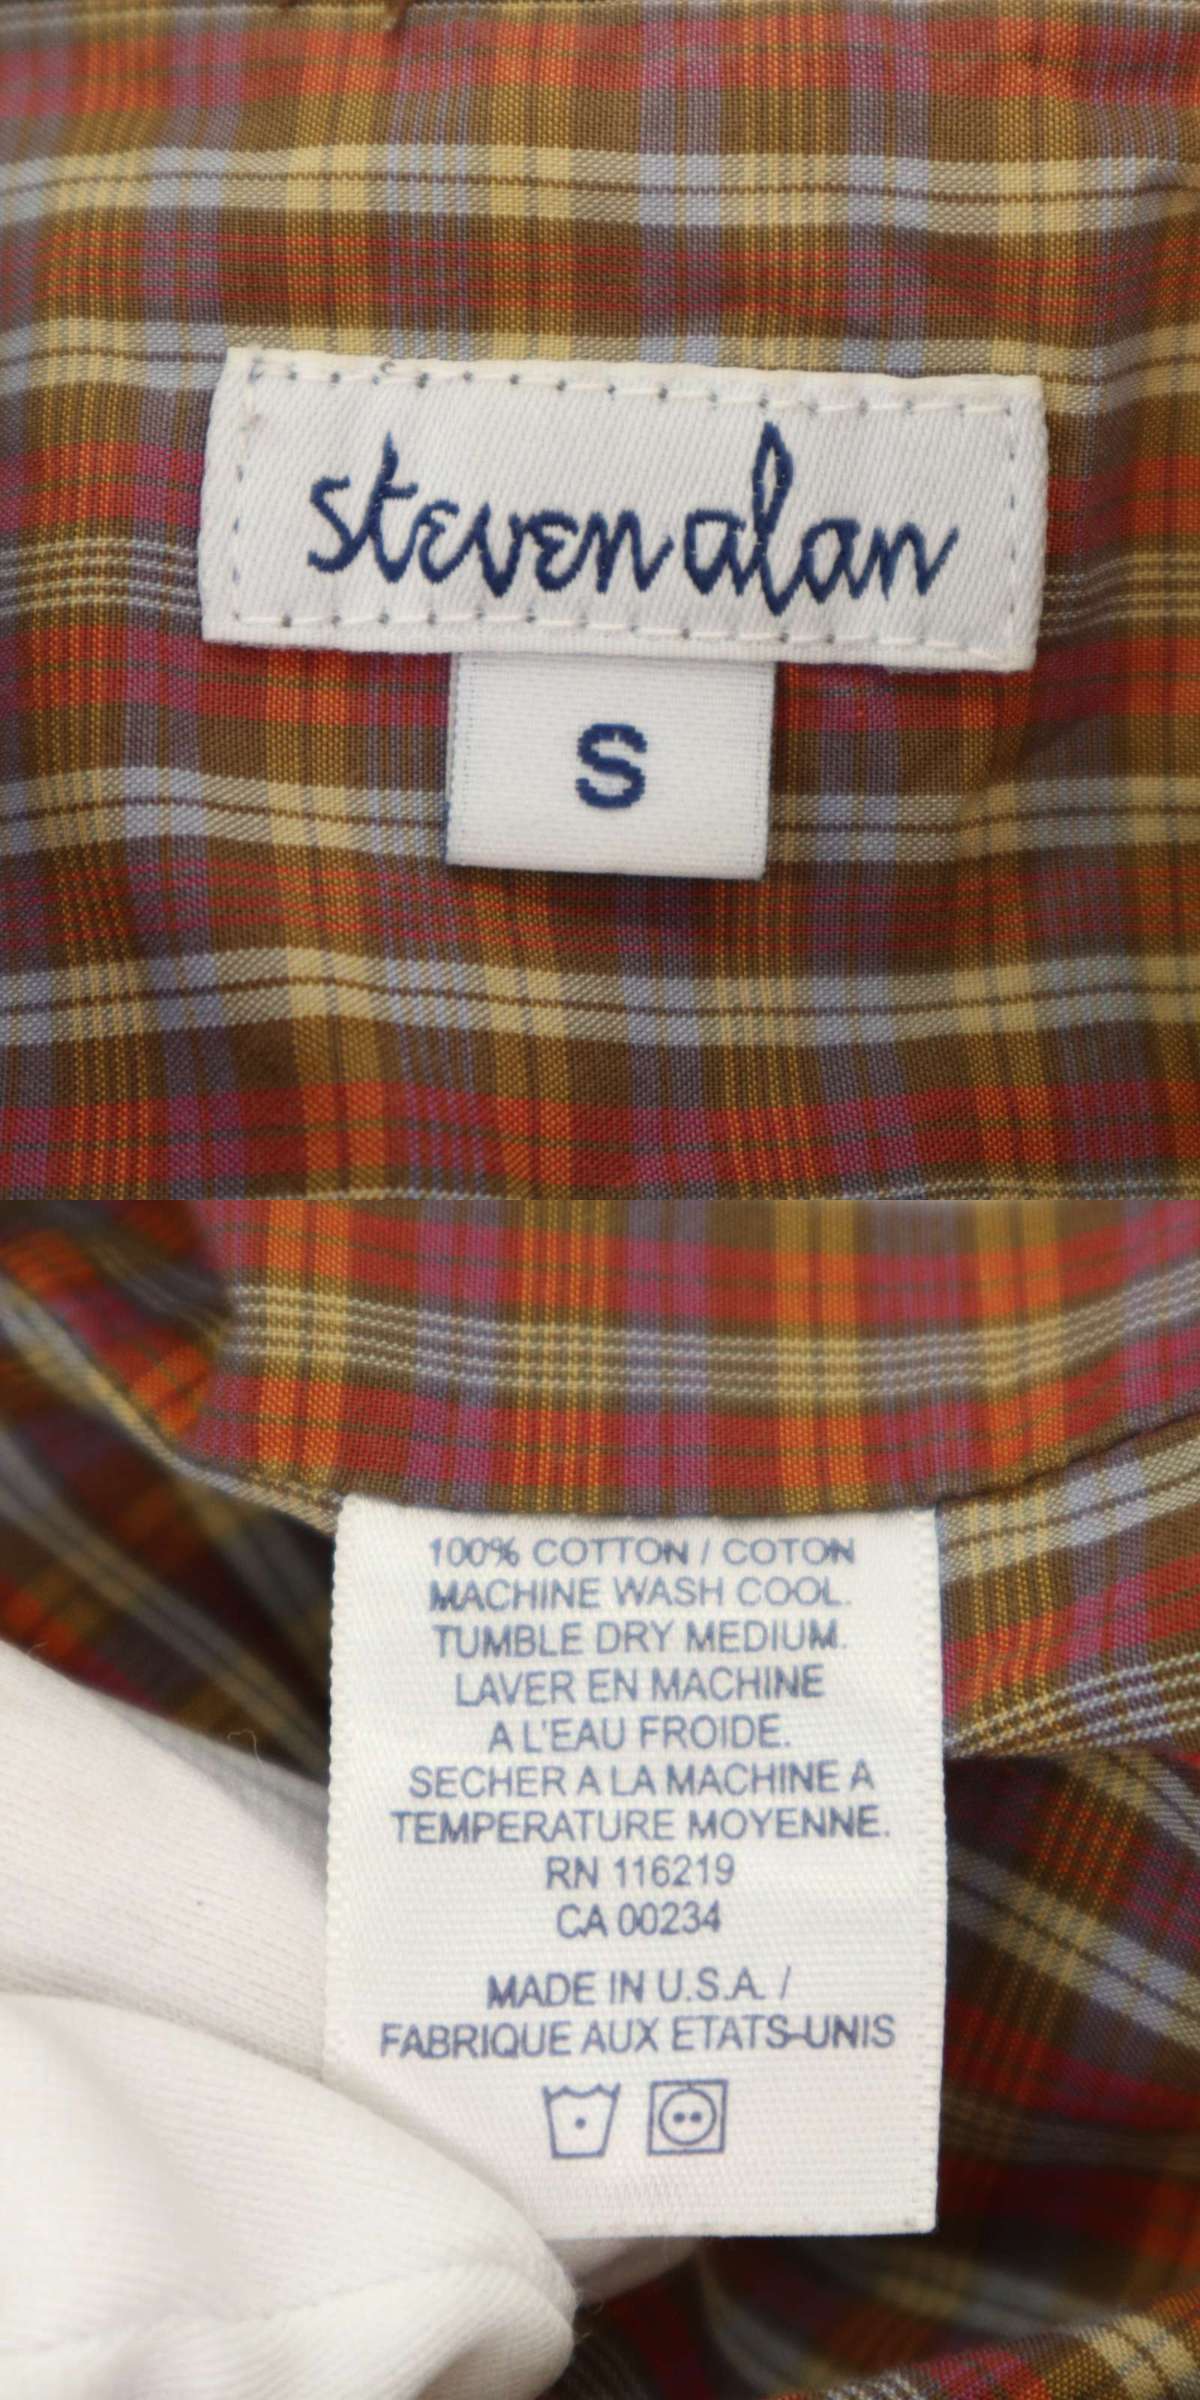 steven alan
S
100% COTTON / COTON
MACHINE WASH COOL.
TUMBLE DRY MEDIUM.
LAVER EN MACHINE
A L'EAU FROIDE.
SECHER A LA MACHINE A
TEMPERATURE MOYENNE.
RN 116219
CA 00234
MADE IN U.S.A. /
FABRIQUE AUX ETATS-UNIS